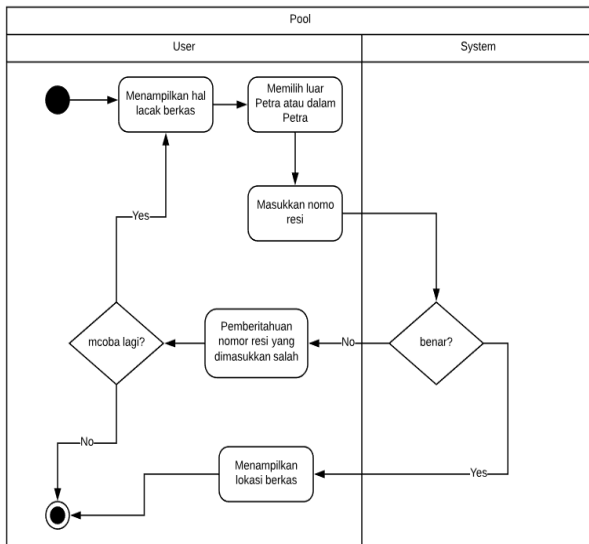 Pool
User
System
Menampilkan hal
lacak berkas
Memilih luar
Petra atau dalam
Petra
Masukkan nomo
resi
Yes
mcoba lagi?
Pemberitahuan
nomor resi yang
dimasukkan salah
No
benar?
No
Menampilkan
lokasi berkas
Yes